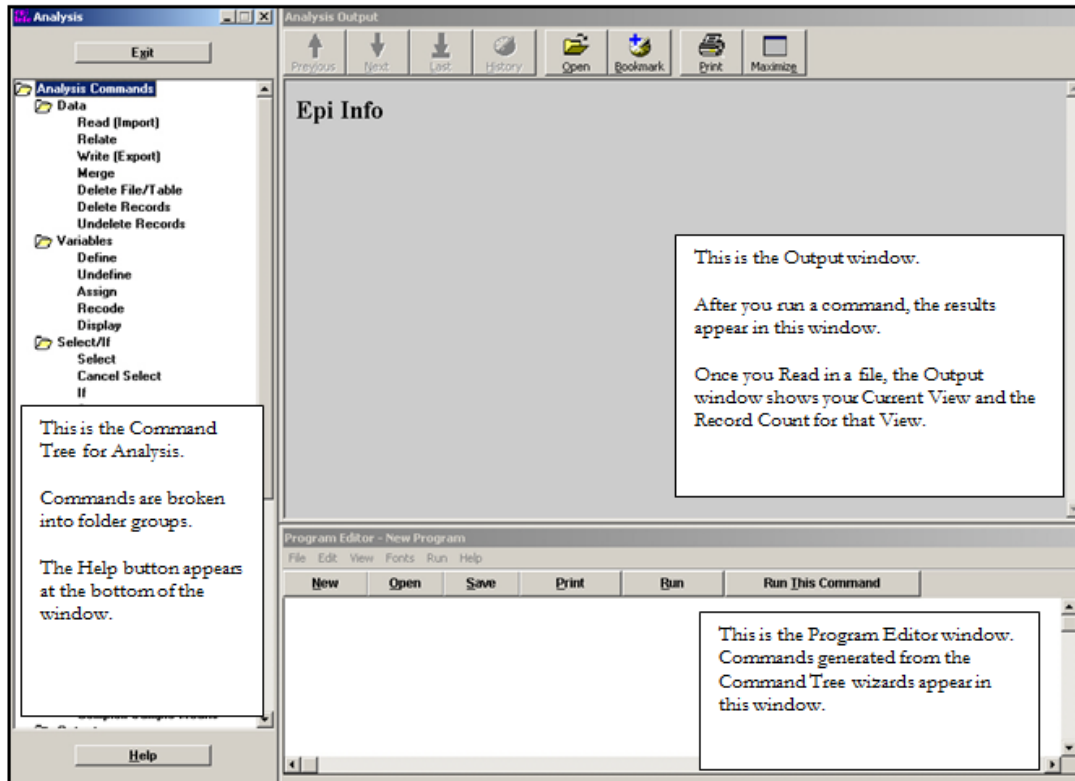 Analysis
Exit
Analysis Commands
Data
Read (Import)
Relate
Write (Export)
Merge
Delete File/Table
Delete Records
Undelete Records
Variables
Define
Undefine
Assign
Recode
Display
Select/If
Select
Cancel Select
If
This is the Command
Tree for Analysis.
Commands are broken
into folder groups.
The Help button appears
at the bottom of the
window.
Help
Analysis Output
Previous Next Last History Open Bookmark Print Maximize
Epi Info
This is the Output window.
After you run a command, the results
appear in this window.
Once you Read in a file, the Output
window shows your Current View and the
Record Count for that View.
Program Editor - New Program
File Edit View Fonts Run Help
New Open Save Print Run Run This Command
This is the Program Editor window.
Commands generated from the
Command Tree wizards appear in
this window.